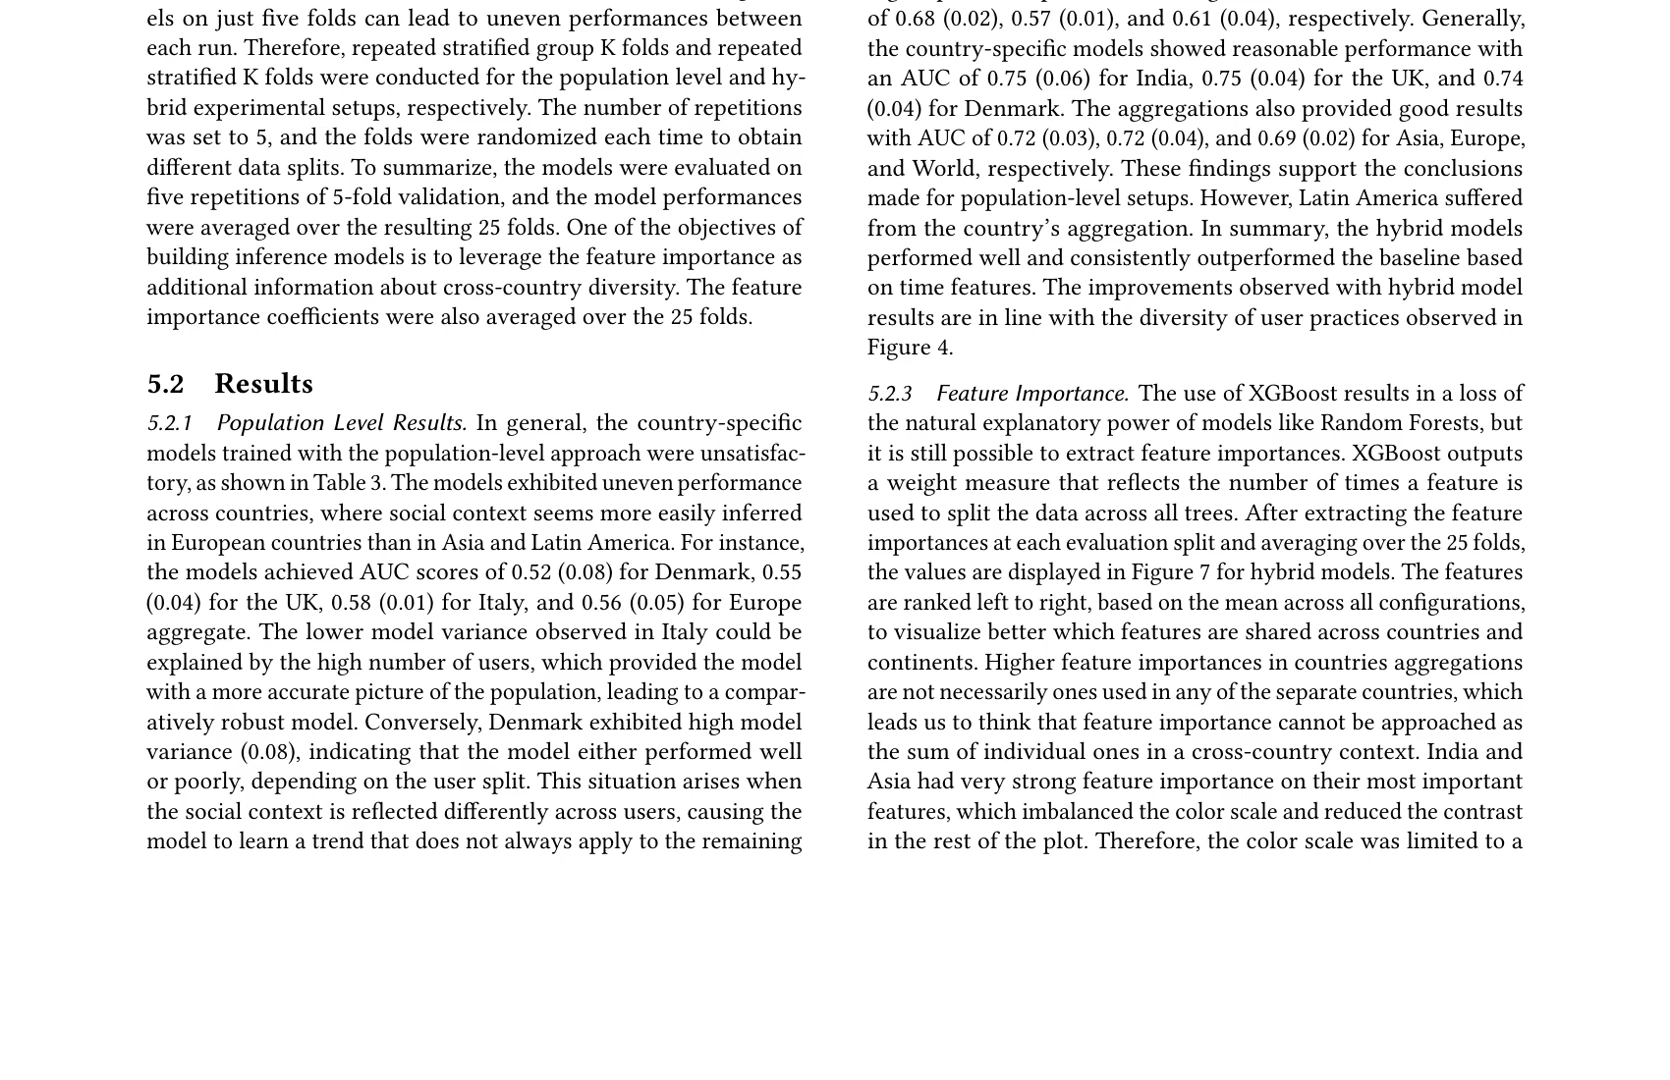 els on just five folds can lead to uneven performances between
each run. Therefore, repeated stratified group K folds and repeated
stratified K folds were conducted for the population level and hy-
brid experimental setups, respectively. The number of repetitions
was set to 5, and the folds were randomized each time to obtain
different data splits. To summarize, the models were evaluated on
five repetitions of 5-fold validation, and the model performances
were averaged over the resulting 25 folds. One of the objectives of
building inference models is to leverage the feature importance as
additional information about cross-country diversity. The feature
importance coefficients were also averaged over the 25 folds.
5.2 Results
5.2.1 Population Level Results. In general, the country-specific
models trained with the population-level approach were unsatisfac-
tory, as shown in Table 3. The models exhibited uneven performance
across countries, where social context seems more easily inferred
in European countries than in Asia and Latin America. For instance,
the models achieved AUC scores of 0.52 (0.08) for Denmark, 0.55
(0.04) for the UK, 0.58 (0.01) for Italy, and 0.56 (0.05) for Europe
aggregate. The lower model variance observed in Italy could be
explained by the high number of users, which provided the model
with a more accurate picture of the population, leading to a compar-
atively robust model. Conversely, Denmark exhibited high model
variance (0.08), indicating that the model either performed well
or poorly, depending on the user split. This situation arises when
the social context is reflected differently across users, causing the
model to learn a trend that does not always apply to the remaining
of 0.68 (0.02), 0.57 (0.01), and 0.61 (0.04), respectively. Generally,
the country-specific models showed reasonable performance with
an AUC of 0.75 (0.06) for India, 0.75 (0.04) for the UK, and 0.74
(0.04) for Denmark. The aggregations also provided good results
with AUC of 0.72 (0.03), 0.72 (0.04), and 0.69 (0.02) for Asia, Europe,
and World, respectively. These findings support the conclusions
made for population-level setups. However, Latin America suffered
from the country's aggregation. In summary, the hybrid models
performed well and consistently outperformed the baseline based
on time features. The improvements observed with hybrid model
results are in line with the diversity of user practices observed in
Figure 4.
5.2.3 Feature Importance. The use of XGBoost results in a loss of
the natural explanatory power of models like Random Forests, but
it is still possible to extract feature importances. XGBoost outputs
a weight measure that reflects the number of times a feature is
used to split the data across all trees. After extracting the feature
importances at each evaluation split and averaging over the 25 folds,
the values are displayed in Figure 7 for hybrid models. The features
are ranked left to right, based on the mean across all configurations,
to visualize better which features are shared across countries and
continents. Higher feature importances in countries aggregations
are not necessarily ones used in any of the separate countries, which
leads us to think that feature importance cannot be approached as
the sum of individual ones in a cross-country context. India and
Asia had very strong feature importance on their most important
features, which imbalanced the color scale and reduced the contrast
in the rest of the plot. Therefore, the color scale was limited to a